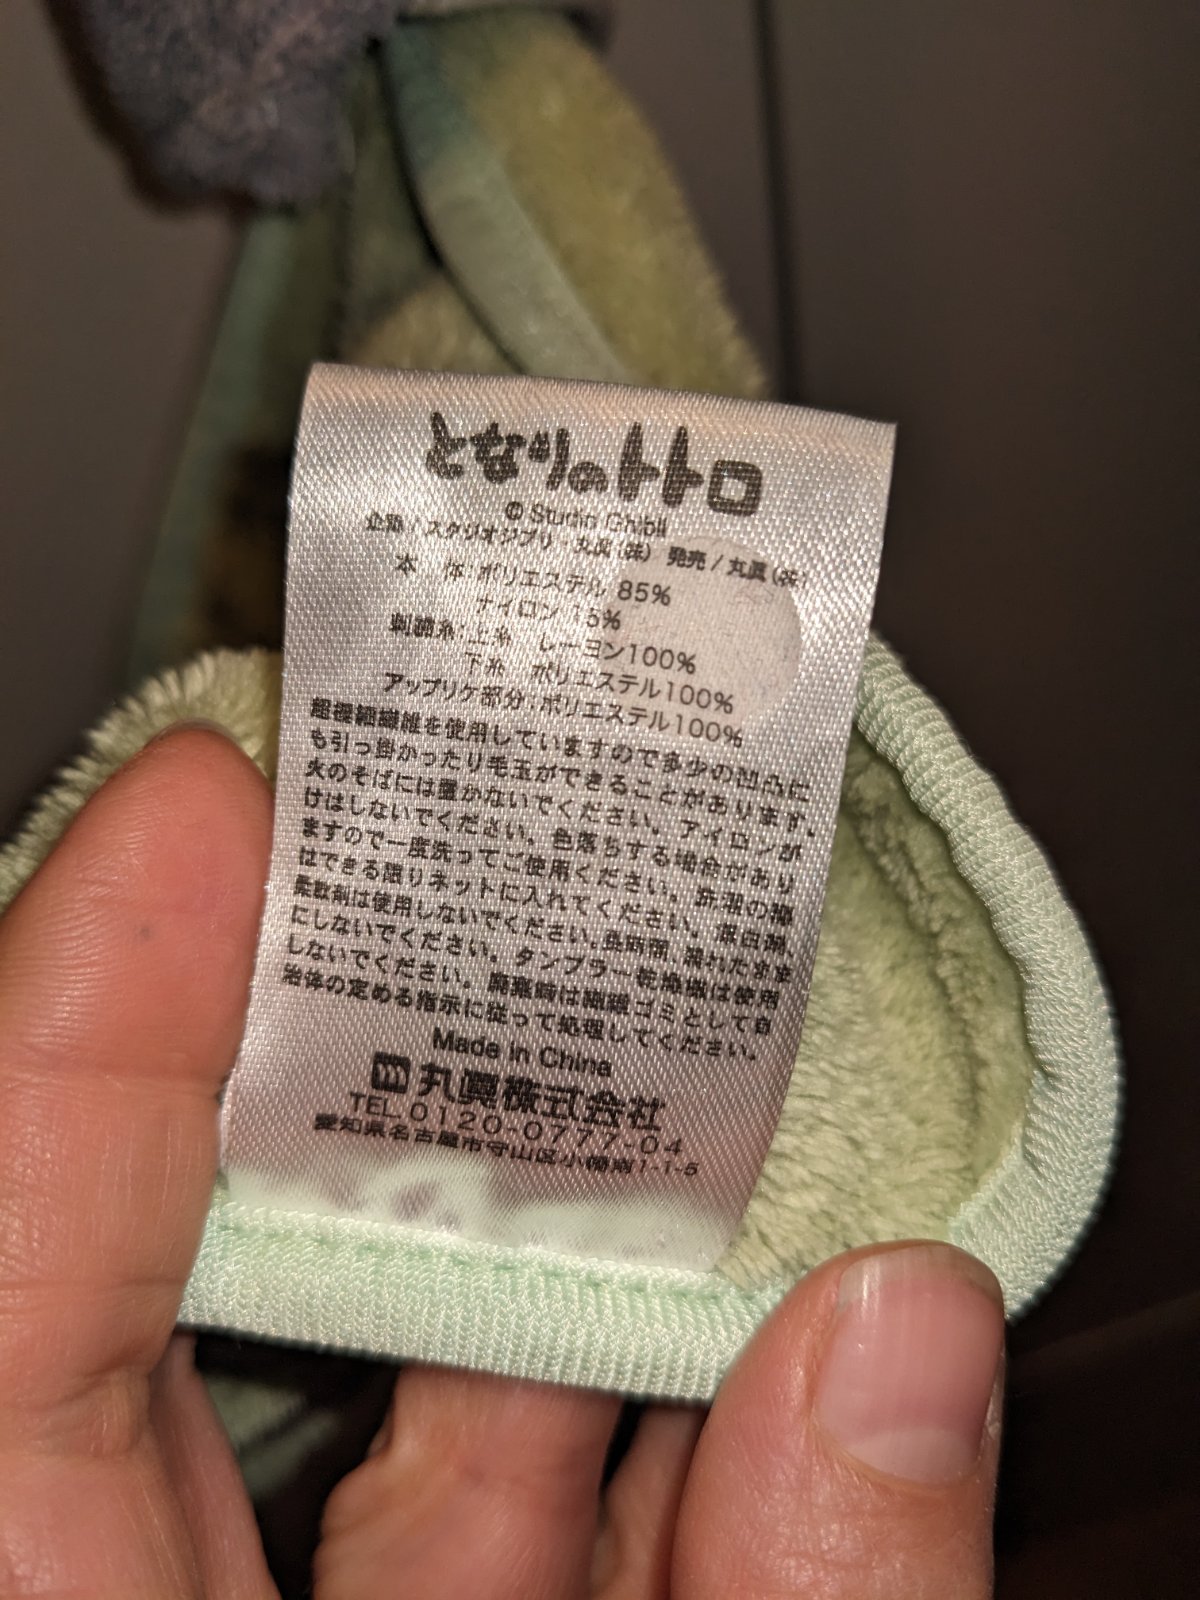 となりのトトロ
© Studio Ghibli
企画/スタジオジブリ・丸眞(株) 発売/丸眞(株)
本 体:ポリエステル 85%
ナイロン 15%
刺繍糸:上糸 レーヨン100%
下糸 ポリエステル100%
アップリケ部分:ポリエステル100%
超極細繊維を使用していますので多少の凹凸に
も引っ掛かったり毛玉ができることがあります。
火のそばには置かないでください。アイロンが
けはしないでください。色落ちする場合があり
ますので一度洗ってご使用ください。洗濯の際
はできる限りネットに入れてください。漂白剤、
柔軟剤は使用しないでください。長時間、濡れたまま
にしないでください。タンブラー乾燥機は使用
しないでください。廃棄時は繊維ゴミとして自
治体の定める指示に従って処理してください。
Made in China
丸眞株式会社
TEL.0120-0777-04
愛知県名古屋市守山区小幡南1-1-5